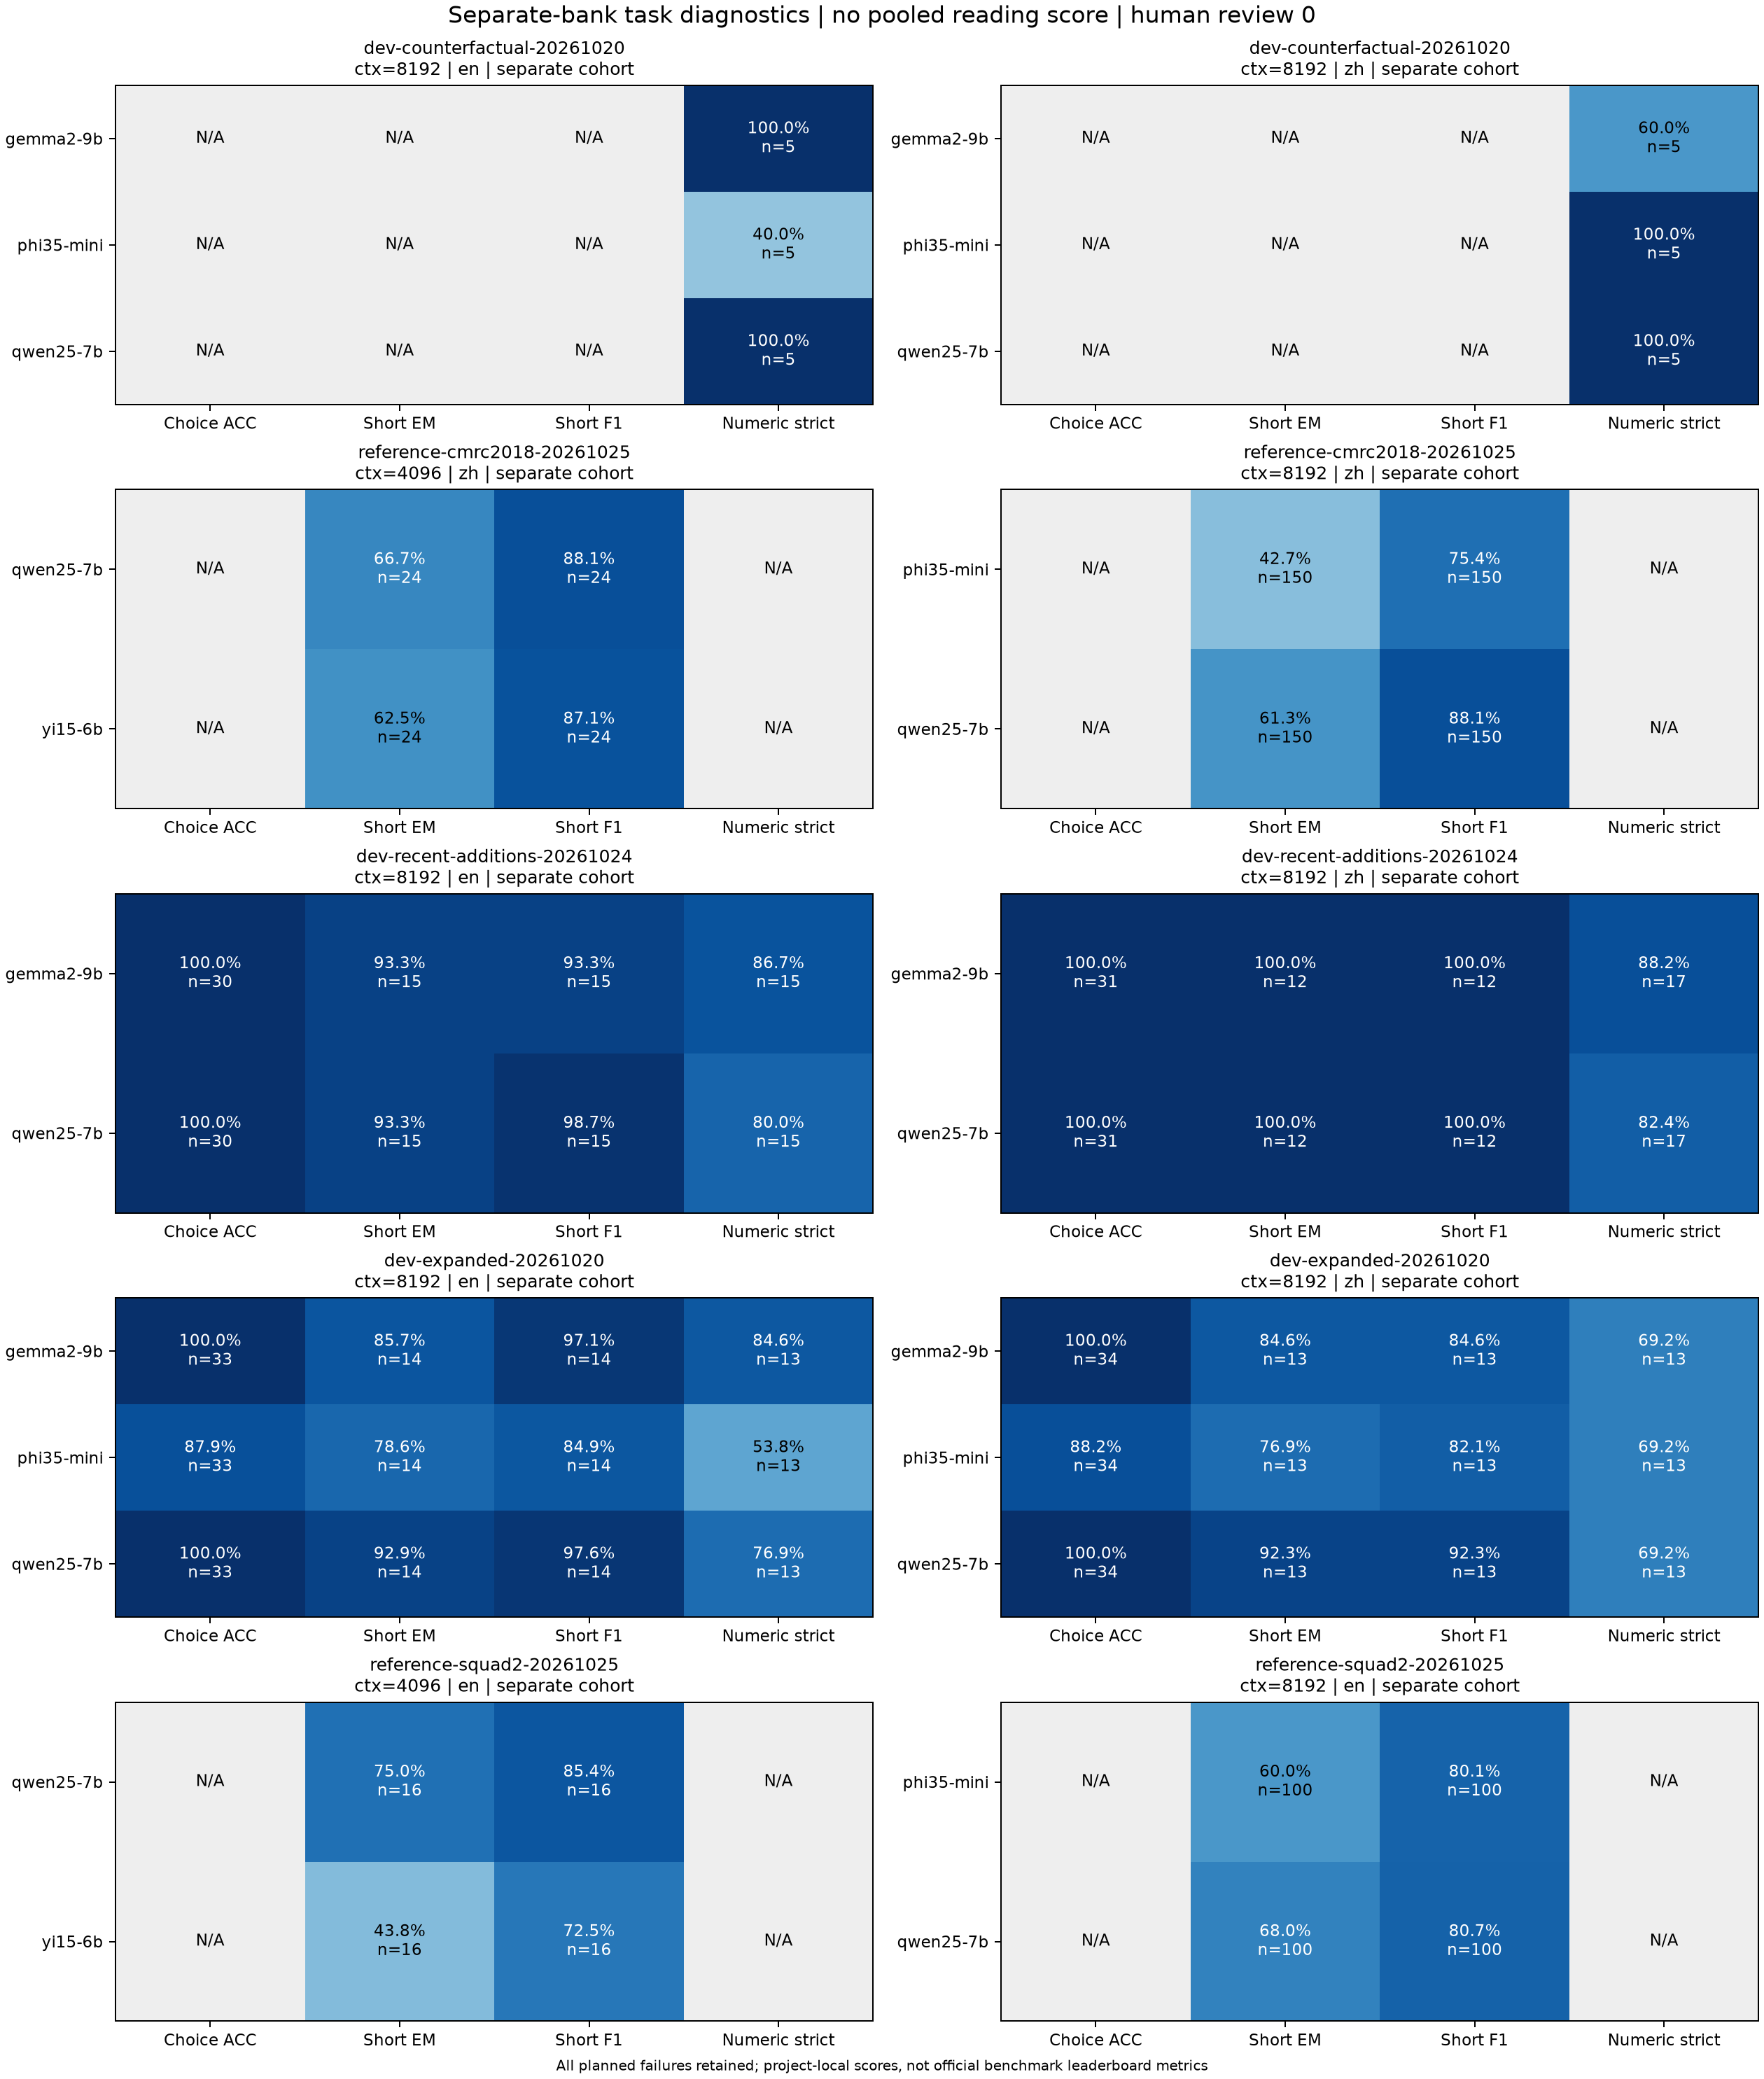 Separate-bank task diagnostics | no pooled reading score | human review 0
dev-counterfactual-20261020
ctx=8192 | en | separate cohort
gemma2-9b
N/A
N/A
N/A
100.0%
n=5
phi35-mini
N/A
N/A
N/A
40.0%
n=5
qwen25-7b
N/A
N/A
N/A
100.0%
n=5
Choice ACC
Short EM
Short F1
Numeric strict
dev-counterfactual-20261020
ctx=8192 | zh | separate cohort
gemma2-9b
N/A
N/A
N/A
60.0%
n=5
phi35-mini
N/A
N/A
N/A
100.0%
n=5
qwen25-7b
N/A
N/A
N/A
100.0%
n=5
Choice ACC
Short EM
Short F1
Numeric strict
reference-cmrc2018-20261025
ctx=4096 | zh | separate cohort
qwen25-7b
N/A
66.7%
n=24
88.1%
n=24
N/A
yi15-6b
N/A
62.5%
n=24
87.1%
n=24
N/A
Choice ACC
Short EM
Short F1
Numeric strict
reference-cmrc2018-20261025
ctx=8192 | zh | separate cohort
phi35-mini
N/A
42.7%
n=150
75.4%
n=150
N/A
qwen25-7b
N/A
61.3%
n=150
88.1%
n=150
N/A
Choice ACC
Short EM
Short F1
Numeric strict
dev-recent-additions-20261024
ctx=8192 | en | separate cohort
gemma2-9b
100.0%
n=30
93.3%
n=15
93.3%
n=15
86.7%
n=15
qwen25-7b
100.0%
n=30
93.3%
n=15
98.7%
n=15
80.0%
n=15
Choice ACC
Short EM
Short F1
Numeric strict
dev-recent-additions-20261024
ctx=8192 | zh | separate cohort
gemma2-9b
100.0%
n=31
100.0%
n=12
100.0%
n=12
88.2%
n=17
qwen25-7b
100.0%
n=31
100.0%
n=12
100.0%
n=12
82.4%
n=17
Choice ACC
Short EM
Short F1
Numeric strict
dev-expanded-20261020
ctx=8192 | en | separate cohort
gemma2-9b
100.0%
n=33
85.7%
n=14
97.1%
n=14
84.6%
n=13
phi35-mini
87.9%
n=33
78.6%
n=14
84.9%
n=14
53.8%
n=13
qwen25-7b
100.0%
n=33
92.9%
n=14
97.6%
n=14
76.9%
n=13
Choice ACC
Short EM
Short F1
Numeric strict
dev-expanded-20261020
ctx=8192 | zh | separate cohort
gemma2-9b
100.0%
n=34
84.6%
n=13
84.6%
n=13
69.2%
n=13
phi35-mini
88.2%
n=34
76.9%
n=13
82.1%
n=13
69.2%
n=13
qwen25-7b
100.0%
n=34
92.3%
n=13
92.3%
n=13
69.2%
n=13
Choice ACC
Short EM
Short F1
Numeric strict
reference-squad2-20261025
ctx=4096 | en | separate cohort
qwen25-7b
N/A
75.0%
n=16
85.4%
n=16
N/A
yi15-6b
N/A
43.8%
n=16
72.5%
n=16
N/A
Choice ACC
Short EM
Short F1
Numeric strict
reference-squad2-20261025
ctx=8192 | en | separate cohort
phi35-mini
N/A
60.0%
n=100
80.1%
n=100
N/A
qwen25-7b
N/A
68.0%
n=100
80.7%
n=100
N/A
Choice ACC
Short EM
Short F1
Numeric strict
All planned failures retained; project-local scores, not official benchmark leaderboard metrics